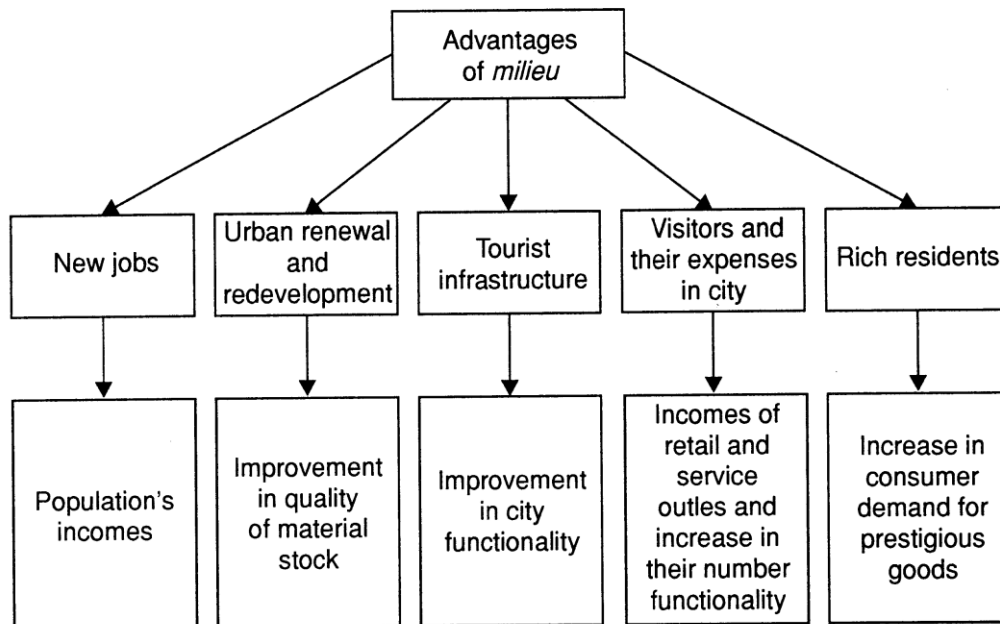 Advantages
of milieu
New jobs
Urban renewal
and
redevelopment
Tourist
infrastructure
Visitors and
their expenses
in city
Rich residents
Population's
incomes
Improvement
in quality
of material
stock
Improvement
in city
functionality
Incomes of
retail and
service
outles and
increase in
their number
functionality
Increase in
consumer
demand for
prestigious
goods